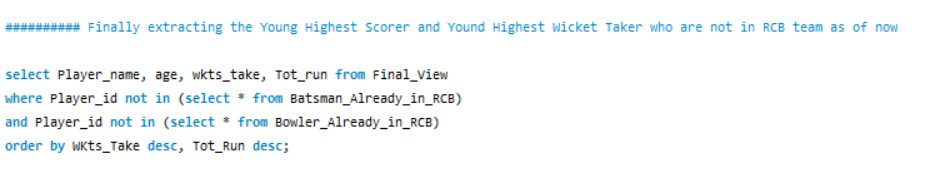 ########## Finally extracting the Young Highest Scorer and Yound Highest Wicket Taker who are not in RCB team as of now
select Player_name, age, wkts_take, Tot_run from Final_View
where Player_id not in (select * from Batsman_Already_in_RCB)
and Player_id not in (select * from Bowler_Already_in_RCB)
order by WKts_Take desc, Tot_Run desc;